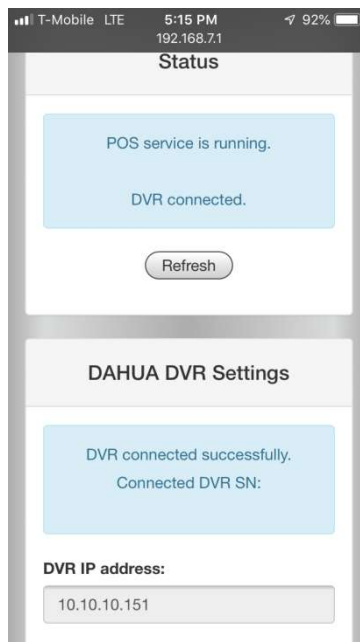 T-Mobile LTE 5:15 PM 92%
192.168.7.1
Status
POS service is running.
DVR connected.
Refresh
DAHUA DVR Settings
DVR connected successfully.
Connected DVR SN:
DVR IP address:
10.10.10.151